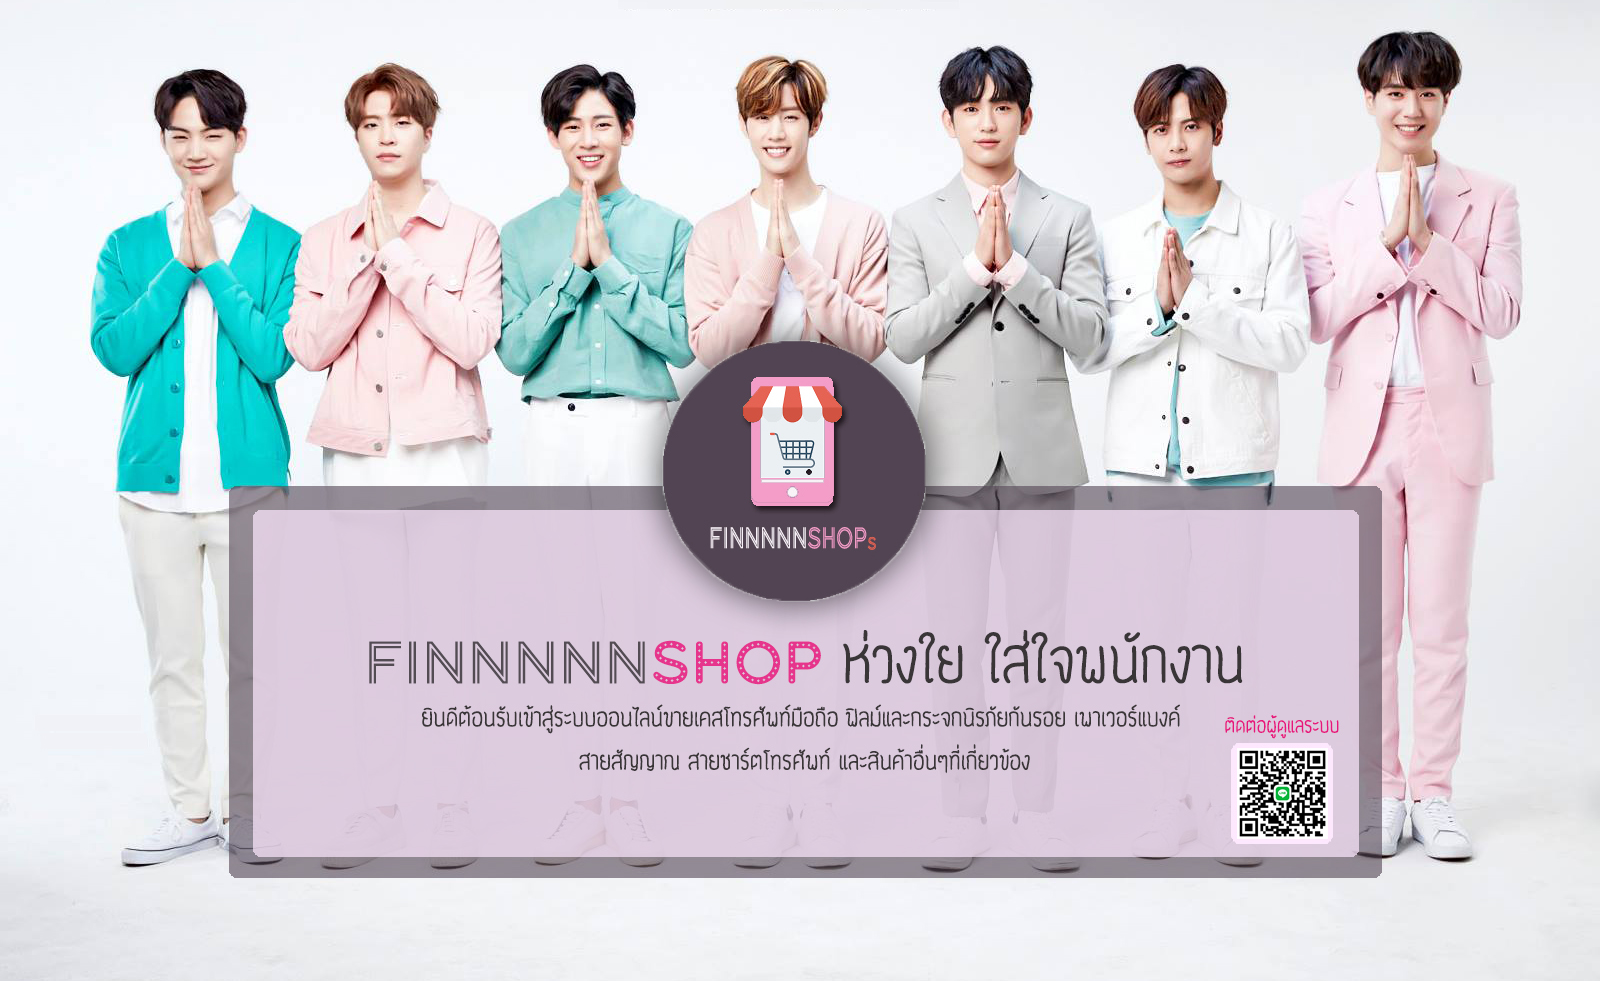 FINNNNNSHOPs
FINNNNNSHOP ห่วงใย ใส่ใจพนักงาน
ยินดีต้อนรับเข้าสู่ระบบออนไลน์ขายเคสโทรศัพท์มือถือ ฟิลม์และกระจกนิรภัยกันรอย เพาเวอร์แบงค์
ติดต่อผู้ดูแลระบบ
สายสัญญาณ สายชาร์ตโทรศัพท์ และสินค้าอื่นๆที่เกี่ยวข้อง